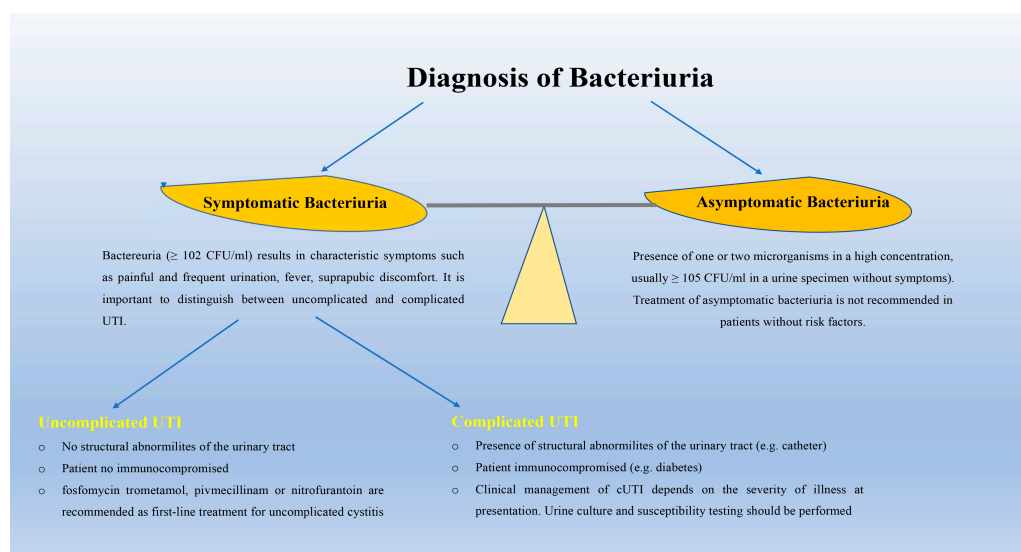 Diagnosis of Bacteriuria
Symptomatic Bacteriuria
Asymptomatic Bacteriuria
Bactereuria (≥ 102 CFU/ml) results in characteristic symptoms such
as painful and frequent urination, fever, suprapubic discomfort. It is
important to distinguish between uncomplicated and complicated
UTI.
Presence of one or two microrganisms in a high concentration,
usually ≥ 105 CFU/ml in a urine specimen without symptoms).
Treatment of asymptomatic bacteriuria is not recommended in
patients without risk factors.
Uncomplicated UTI
o No structural abnormilites of the urinary tract
o Patient no immunocompromised
o fosfomycin trometamol, pivmecillinam or nitrofurantoin are
recommended as first-line treatment for uncomplicated cystitis
Complicated UTI
o Presence of structural abnormilites of the urinary tract (e.g. catheter)
o Patient immunocompromised (e.g. diabetes)
o Clinical management of cUTI depends on the severity of illness at
presentation. Urine culture and susceptibility testing should be performed